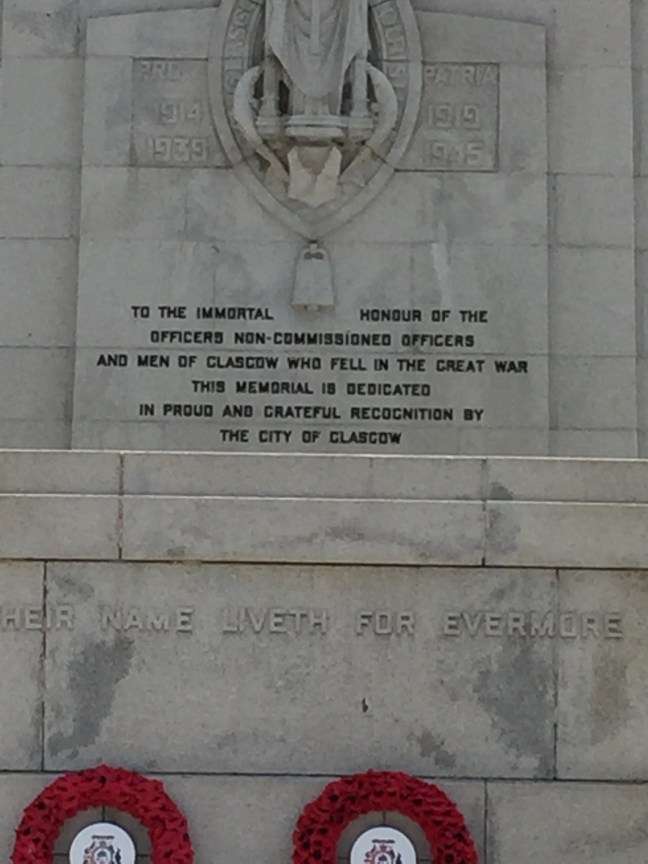 PRO PATRIA
1914 1919
1939 1945
TO THE IMMORTAL HONOUR OF THE
OFFICERS NON-COMMISSIONED OFFICERS
AND MEN OF GLASGOW WHO FELL IN THE GREAT WAR
THIS MEMORIAL IS DEDICATED
IN PROUD AND GRATEFUL RECOGNITION BY
THE CITY OF GLASGOW
HEIR NAME LIVETH FOR EVERMORE